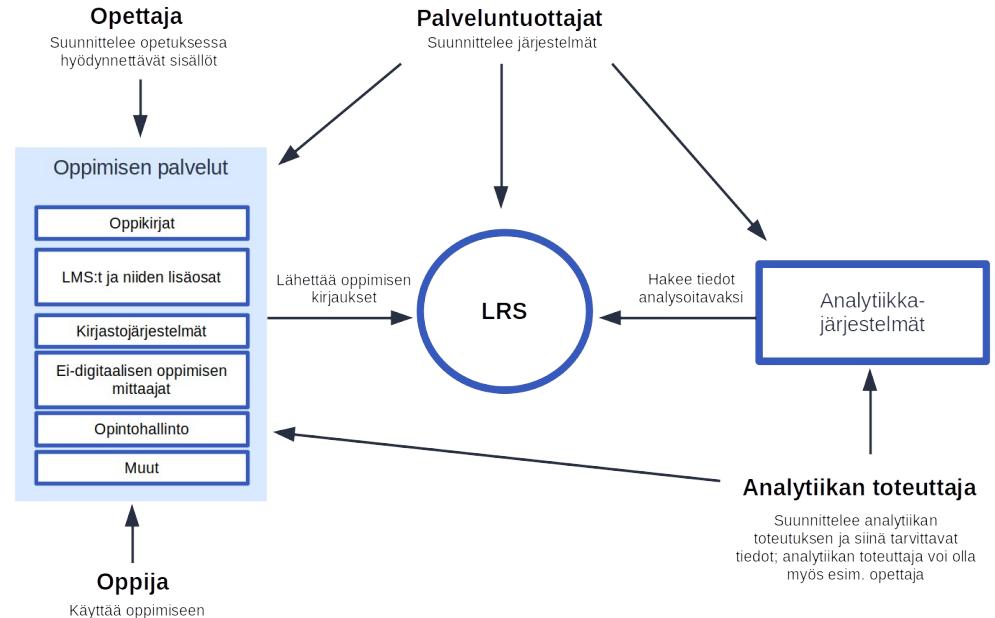 Opettaja
Suunnittelee opetuksessa
hyödynnettävät sisällöt
Palveluntuottajat
Suunnittelee järjestelmät
Oppimisen palvelut
Oppikirjat
LMS:t ja niiden lisäosat
Kirjastojärjestelmät
Ei-digitaalisen oppimisen
mittaajat
Opintohallinto
Muut
Lähettää oppimisen
kirjaukset
LRS
Hakee tiedot
analysoitavaksi
Analytiikka-
järjestelmät
Analytiikan toteuttaja
Suunnittelee analytiikan
toteutuksen ja siinä tarvittavat
tiedot; analytiikan toteuttaja voi olla
myös esim. opettaja
Oppija
Käyttää oppimiseen